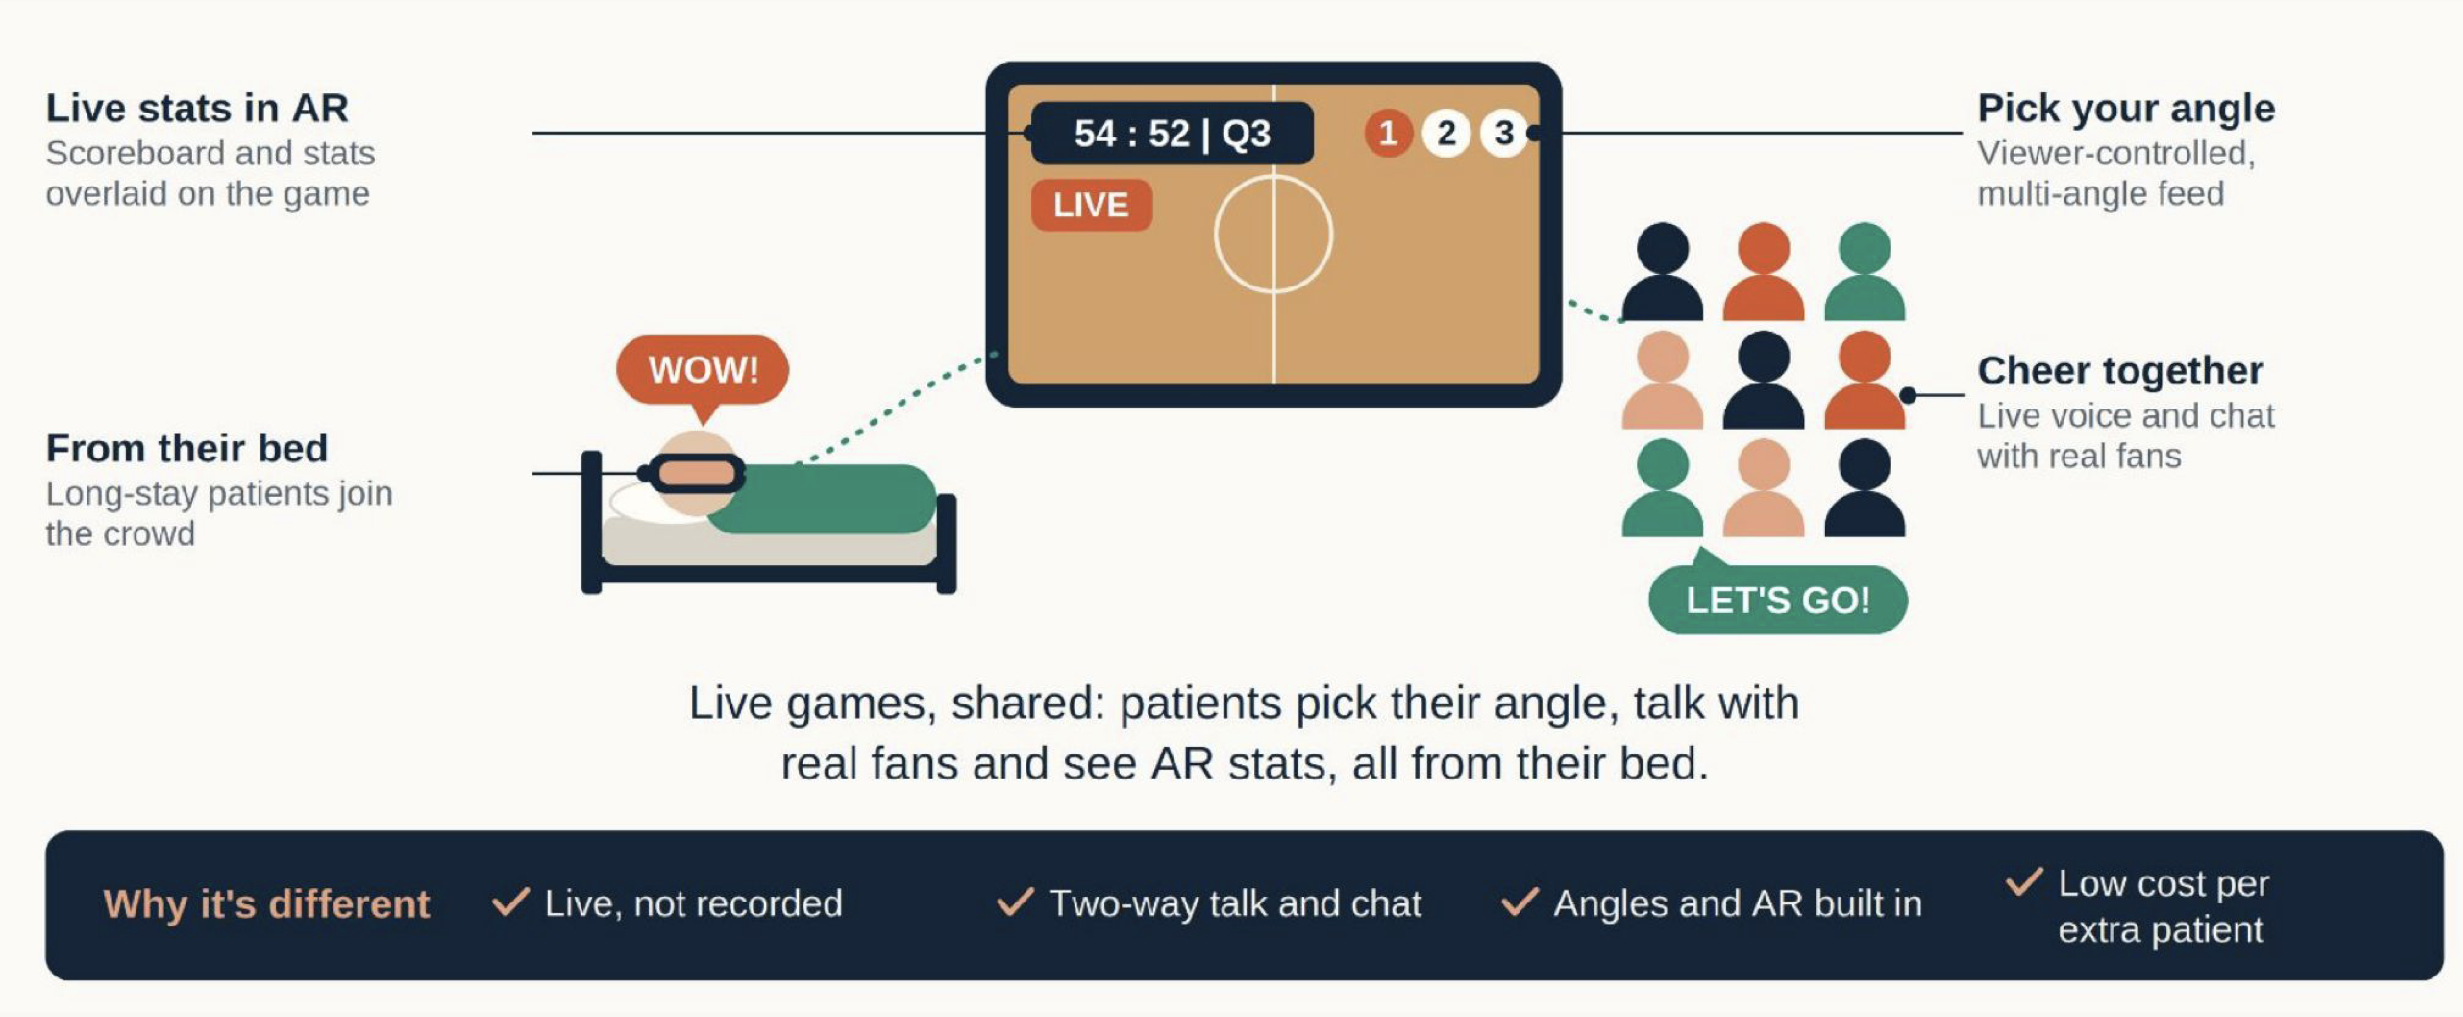 Live stats in AR
Scoreboard and stats
overlaid on the game
54 : 52 | Q3
1 2 3
LIVE
Pick your angle
Viewer-controlled,
multi-angle feed
WOW!
From their bed
Long-stay patients join
the crowd
Cheer together
Live voice and chat
with real fans
LET'S GO!
Live games, shared: patients pick their angle, talk with
real fans and see AR stats, all from their bed.
Why it's different
Live, not recorded
Two-way talk and chat
Angles and AR built in
Low cost per
extra patient